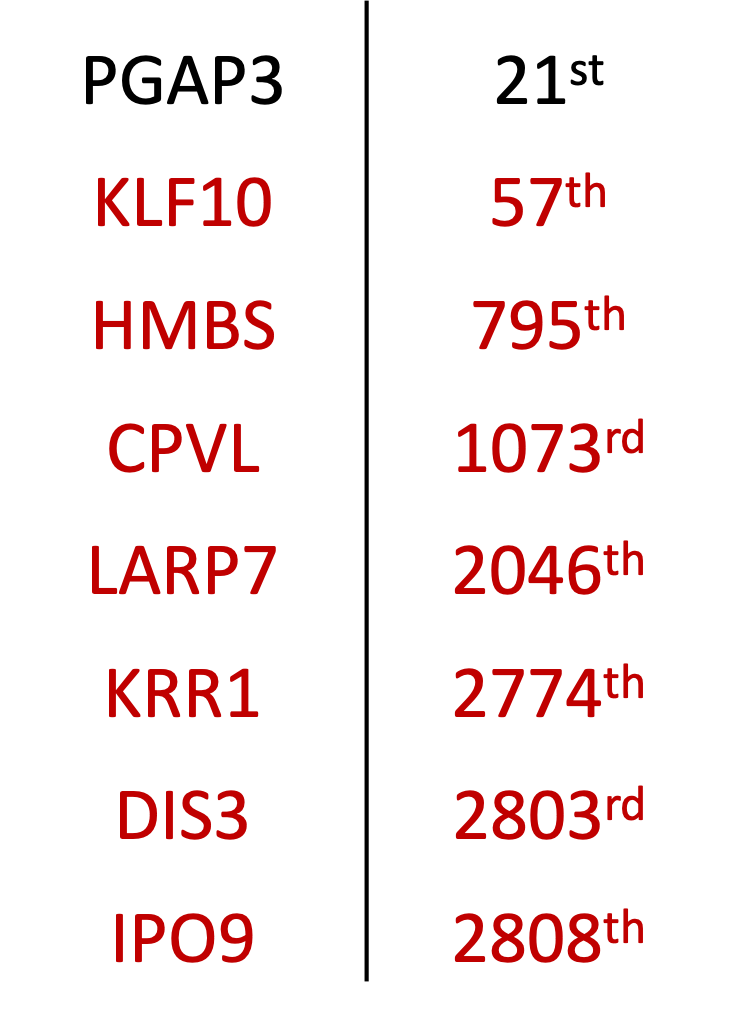 PGAP3 21st
KLF10 57th
HMBS 795th
CPVL 1073rd
LARP7 2046th
KRR1 2774th
DIS3 2803rd
IPO9 2808th